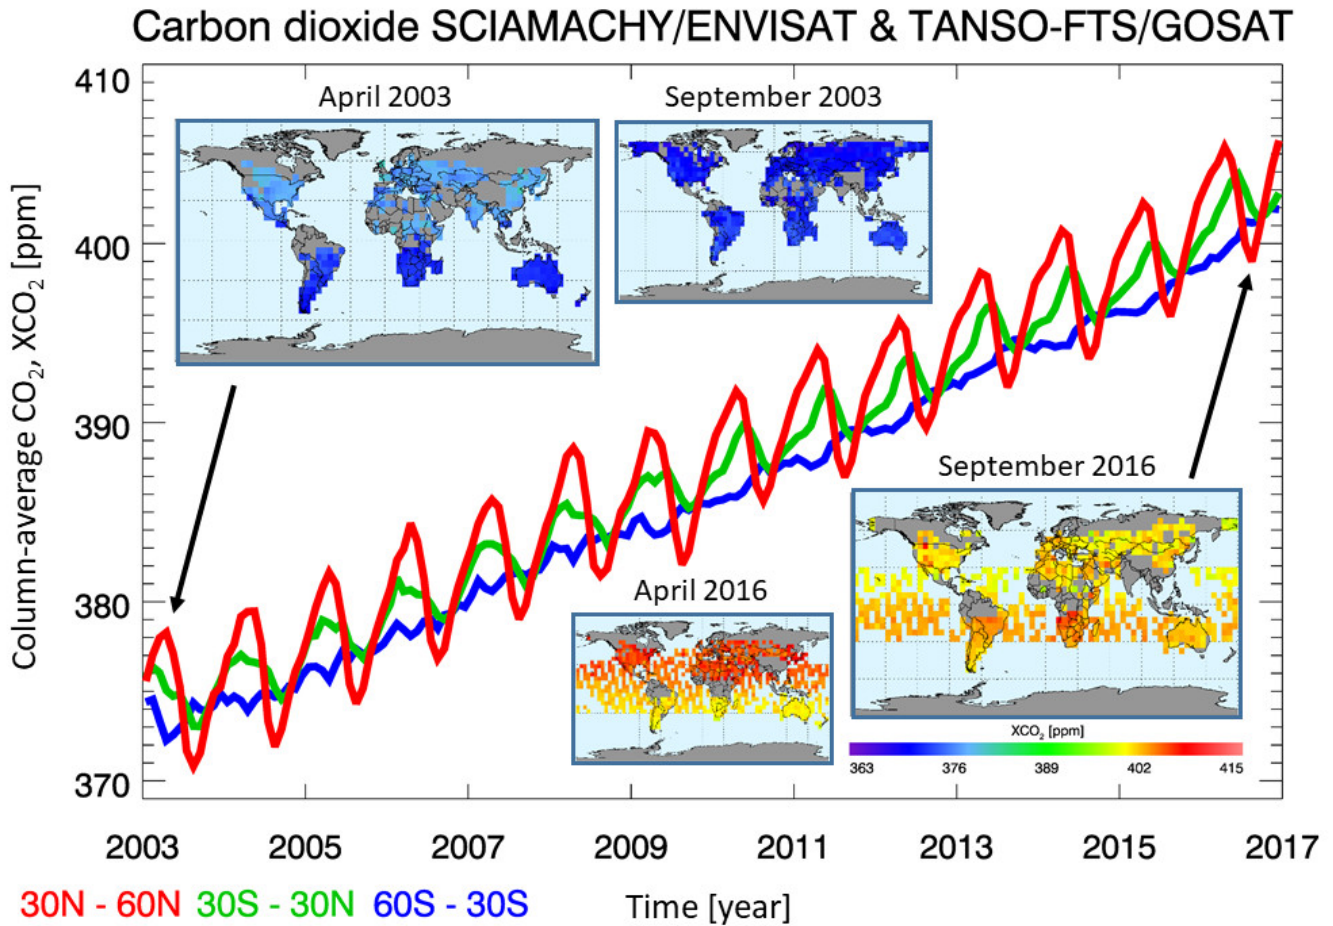 Carbon dioxide SCIAMACHY/ENVISAT & TANSO-FTS/GOSAT
410
400
390
380
370
Column-average CO₂, XCO₂ [ppm]
April 2003
September 2003
September 2016
April 2016
XCO₂ [ppm]
363 376 389 402 415
2003 2005 2007 2009 2011 2013 2015 2017
30N - 60N 30S - 30N 60S - 30S
Time [year]